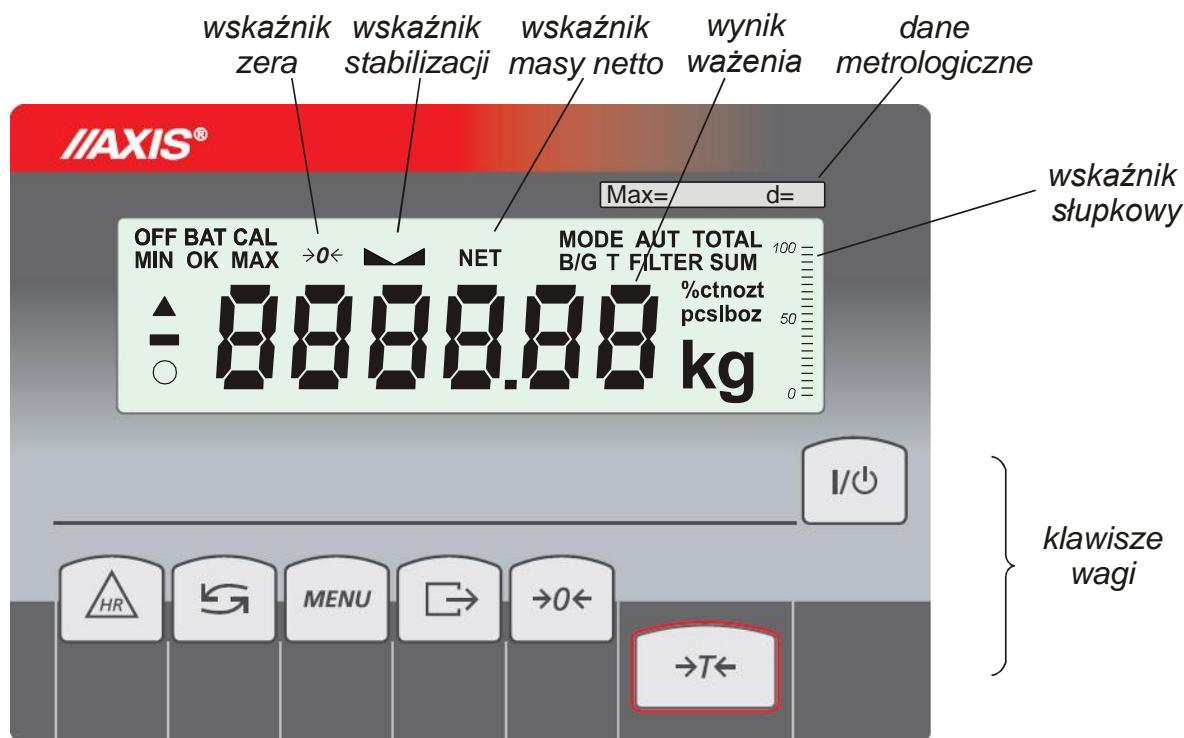 wskaźnik wskaźnik wskaźnik wynik dane
zera stabilizacji masy netto ważenia metrologiczne
//AXIS®
Max= d=
wskaźnik
słupkowy
OFF BAT CAL MODE AUT TOTAL 100
MIN OK MAX →0← NET B/G T FILTER SUM
%ctnozt
pcslboz 50
8888.88 kg
0
I/⏻
klawisze
wagi
HR MENU →0←
→T←